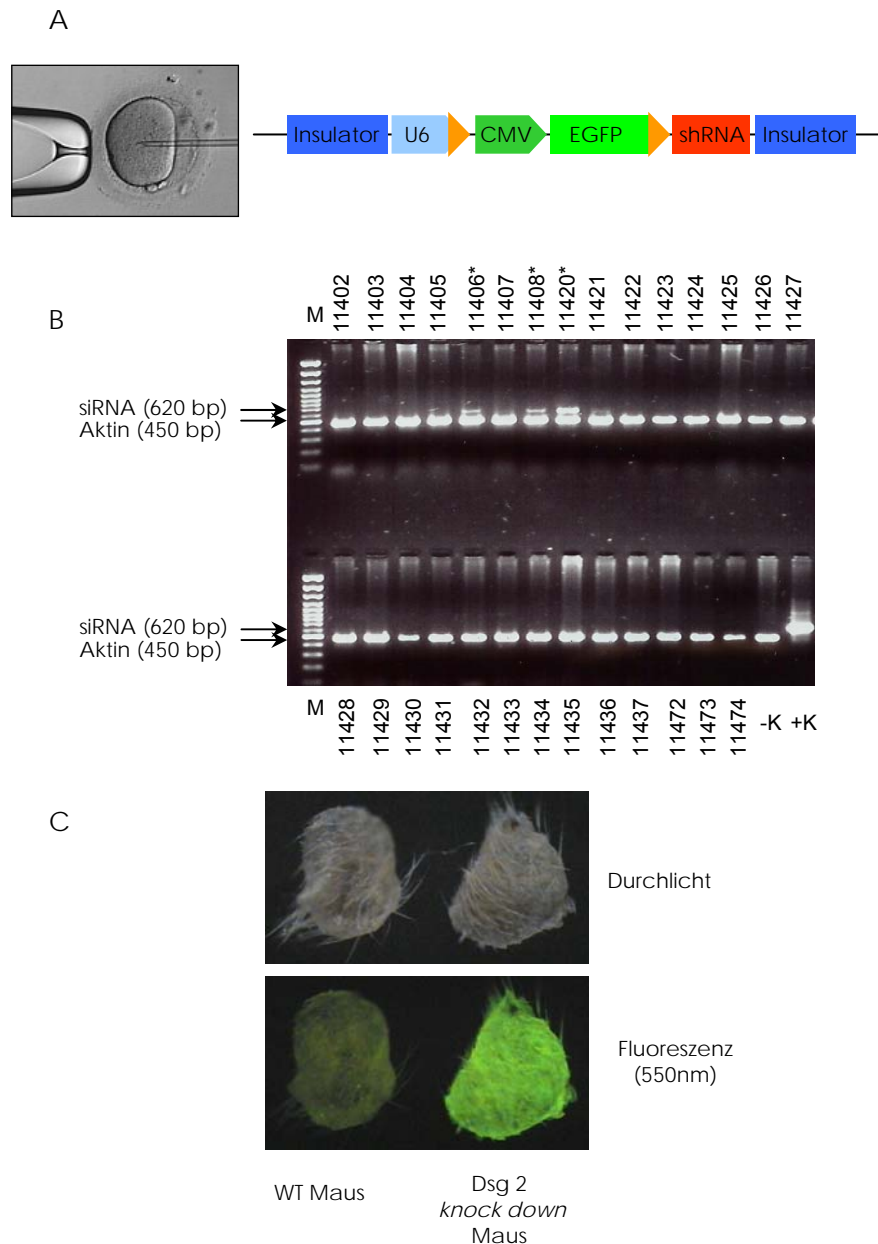 A
Insulator U6 CMV EGFP shRNA Insulator
B
M 11402 11403 11404 11405 11406* 11407 11408* 11420* 11421 11422 11423 11424 11425 11426 11427
siRNA (620 bp)
Aktin (450 bp)
siRNA (620 bp)
Aktin (450 bp)
M 11428 11429 11430 11431 11432 11433 11434 11435 11436 11437 11472 11473 11474 -K +K
C
Durchlicht
Fluoreszenz
(550nm)
WT Maus
Dsg 2
knock down
Maus